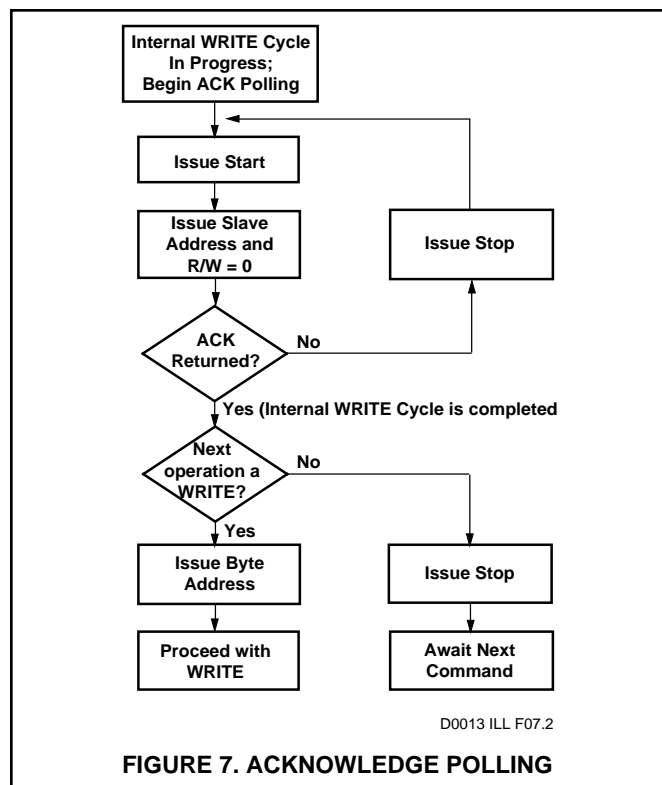 Internal WRITE Cycle
In Progress;
Begin ACK Polling
Issue Start
Issue Slave
Address and
R/W = 0
Issue Stop
ACK
Returned?
No
Yes (Internal WRITE Cycle is completed
Next
operation a
WRITE?
No
Yes
Issue Byte
Address
Issue Stop
Proceed with
WRITE
Await Next
Command
D0013 ILL F07.2
FIGURE 7. ACKNOWLEDGE POLLING